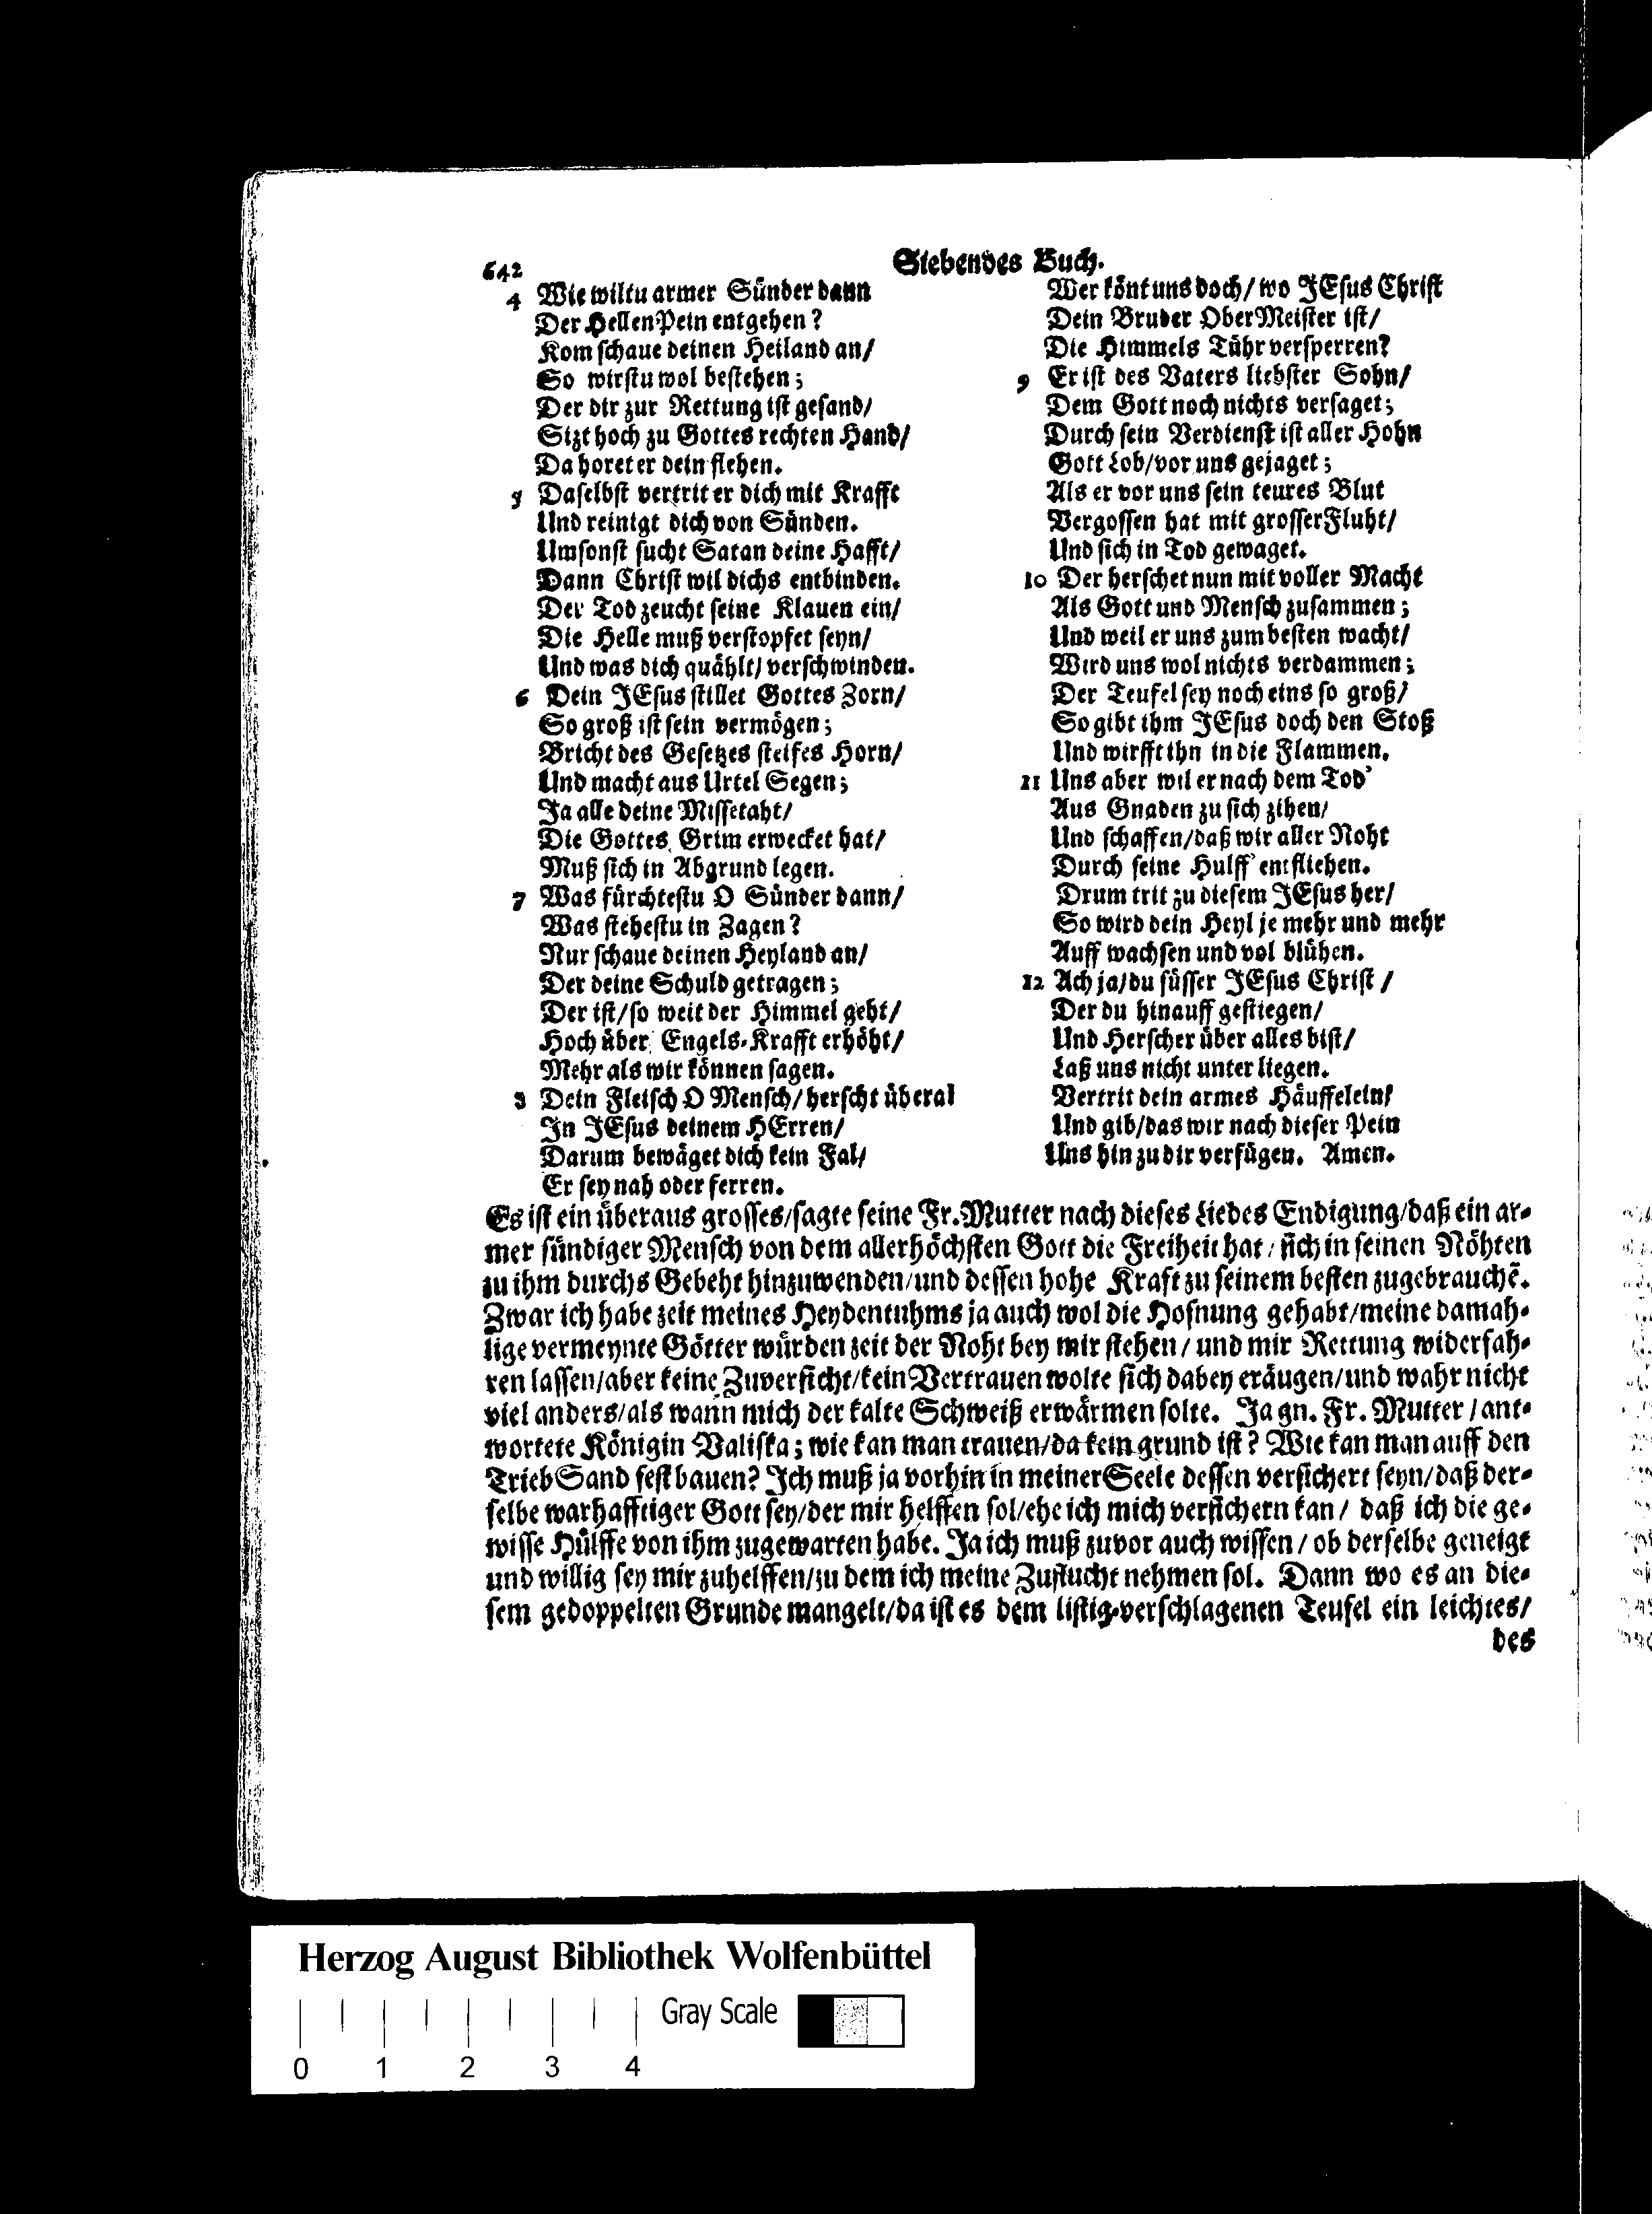 642
Siebendes Buch.
4 Wie wiltu armer Sünder dann
Der HellenPein entgehen?
Kom schaue deinen Heiland an/
So wirstu wol bestehen;
Der dir zur Rettung ist gesand/
Sizt hoch zu Gottes rechten Hand/
Da horet er dein flehen.
5 Daselbst vertrit er dich mit Krafft
Und reinigt dich von Sünden.
Umsonst sucht Satan deine Hafft/
Dann Christ wil dichs entbinden.
Der Tod zeucht seine Klauen ein/
Die Helle muß verstopfet seyn/
Und was dich quählt/ verschwinden.
6 Dein JEsus stillet Gottes Zorn/
So groß ist sein vermögen;
Bricht des Gesetzes steifes Horn/
Und macht aus Urtel Segen;
Ja alle deine Missetaht/
Die Gottes Grim erwecket hat/
Muß sich in Abgrund legen.
7 Was fürchtestu O Sünder dann/
Was stehestu in Zagen?
Nur schaue deinen Heyland an/
Der deine Schuld getragen;
Der ist/ so weit der Himmel geht/
Hoch über Engels-Krafft erhöht/
Mehr als wir können sagen.
8 Dein Fleisch O Mensch/ herscht überal
In JEsus deinem HErren/
Darum bewäget dich kein Fal/
Er sey nah oder ferren.
Wer könt uns doch/ wo JEsus Christ
Dein Bruder OberMeister ist/
Die Himmels Tühr versperren?
9 Er ist des Vaters liebster Sohn/
Dem Gott noch nichts versaget;
Durch sein Verdienst ist aller Hohn
Gott Lob/ vor uns gejaget;
Als er vor uns sein teures Blut
Vergossen hat mit grosser Fluht/
Und sich in Tod gewaget.
10 Der herschet nun mit voller Macht
Als Gott und Mensch zusammen;
Und weil er uns zum besten wacht/
Wird uns wol nichts verdammen;
Der Teufel sey noch eins so groß/
So gibt ihm JEsus doch den Stoß
Und wirfft ihn in die Flammen.
11 Uns aber wil er nach dem Tod'
Aus Gnaden zu sich zihen/
Und schaffen/ daß wir aller Noht
Durch seine Hulff' entfliehen.
Drum trit zu diesem JEsus her/
So wird dein Heyl je mehr und mehr
Auff wachsen und vol blühen.
12 Ach ja/ du süsser JEsus Christ/
Der du hinauff gestiegen/
Und Herscher über alles bist/
Laß uns nicht unter liegen.
Vertrit dein armes Häuffelein/
Und gib/ das wir nach dieser Pein
Uns hin zu dir verfügen. Amen.
Es ist ein überaus grosses/ sagte seine Fr. Mutter nach dieses Liedes Endigung/ daß ein ar-
mer sündiger Mensch von dem allerhöchsten Gott die Freiheit hat/ sich in seinen Nöhten
zu ihm durchs Gebeht hinzuwenden/ und dessen hohe Kraft zu seinem besten zugebrauchē.
Zwar ich habe zeit meines Heydentuhms ja auch wol die Hofnung gehabt/ meine damah-
lige vermeynte Götter würden zeit der Noht bey mir stehen/ und mir Rettung widerfah-
ren lassen/ aber keine Zuversicht/ kein Vertrauen wolte sich dabey eräugen/ und wahr nicht
viel anders/ als wann mich der kalte Schweiß erwärmen solte. Ja gn. Fr. Mutter/ ant-
wortete Königin Valiska; wie kan man trauen/ da kein grund ist? Wie kan man auff den
TriebSand fest bauen? Ich muß ja vorhin in meiner Seele dessen versichert seyn/ daß der-
selbe warhafftiger Gott sey/ der mir helffen sol/ ehe ich mich versichern kan/ daß ich die ge-
wisse Hülffe von ihm zugewarten habe. Ja ich muß zuvor auch wissen/ ob derselbe geneigt
und willig sey mir zuhelffen/ zu dem ich meine Zuflucht nehmen sol. Dann wo es an die-
sem gedoppelten Grunde mangelt/ da ist es dem listig-verschlagenen Teufel ein leichtes/
des
Herzog August Bibliothek Wolfenbüttel
Gray Scale
0 1 2 3 4